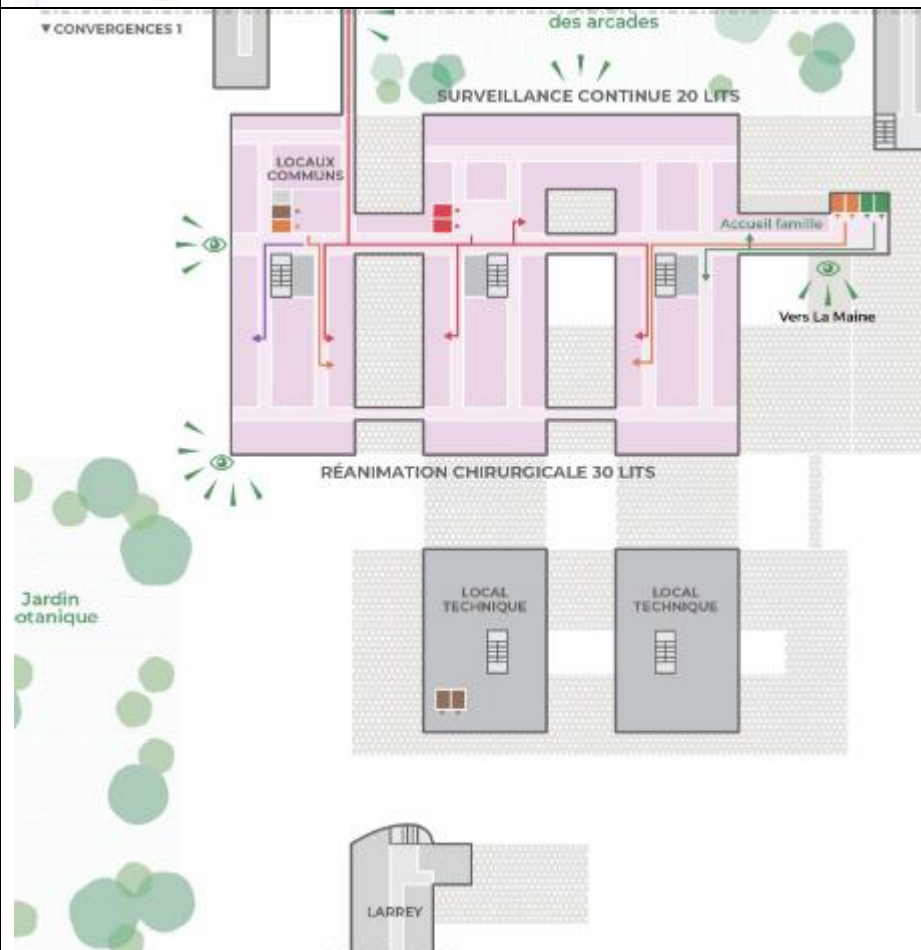 ▼ CONVERGENCES 1
des arcades
SURVEILLANCE CONTINUE 20 LITS
LOCAUX
COMMUNS
Accueil famille
Vers La Maine
RÉANIMATION CHIRURGICALE 30 LITS
LOCAL
TECHNIQUE
LOCAL
TECHNIQUE
Jardin
otanique
LARREY